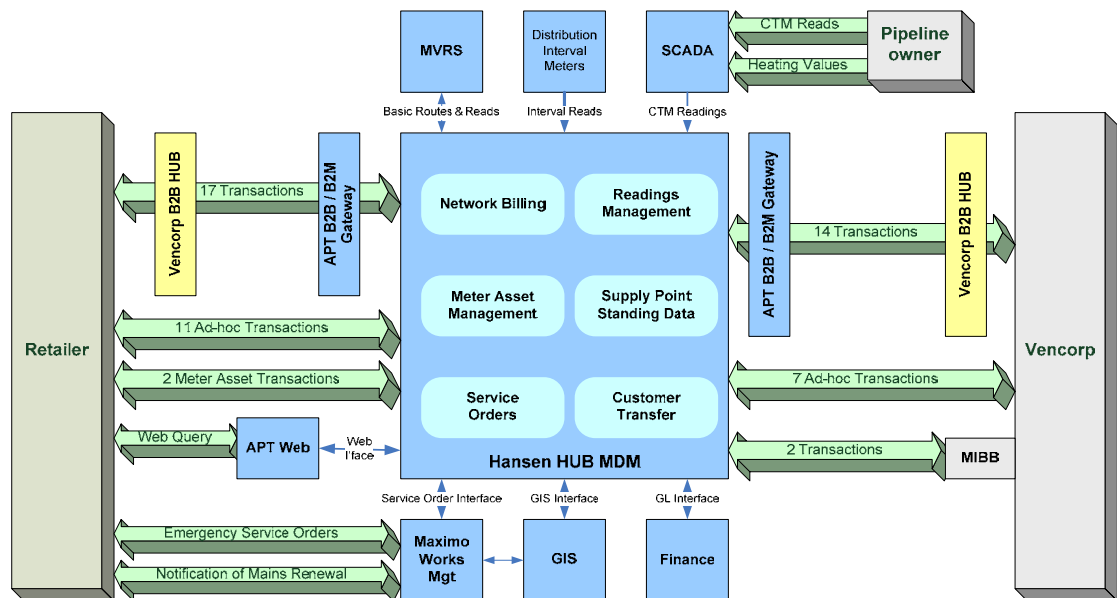 MVRS
Distribution
Interval
Meters
SCADA
CTM Reads
Heating Values
Pipeline
owner
Basic Routes & Reads
Interval Reads
CTM Readings
Retailer
Vencorp B2B HUB
17 Transactions
APT B2B / B2M
Gateway
Network Billing
Readings
Management
APT B2B / B2M Gateway
14 Transactions
Vencorp B2B HUB
Vencorp
Meter Asset
Management
Supply Point
Standing Data
11 Ad-hoc Transactions
2 Meter Asset Transactions
7 Ad-hoc Transactions
Service
Orders
Customer
Transfer
Web Query
APT Web
Web
I'face
2 Transactions
MIBB
Hansen HUB MDM
Service Order Interface
GIS Interface
GL Interface
Emergency Service Orders
Notification of Mains Renewal
Maximo
Works
Mgt
GIS
Finance